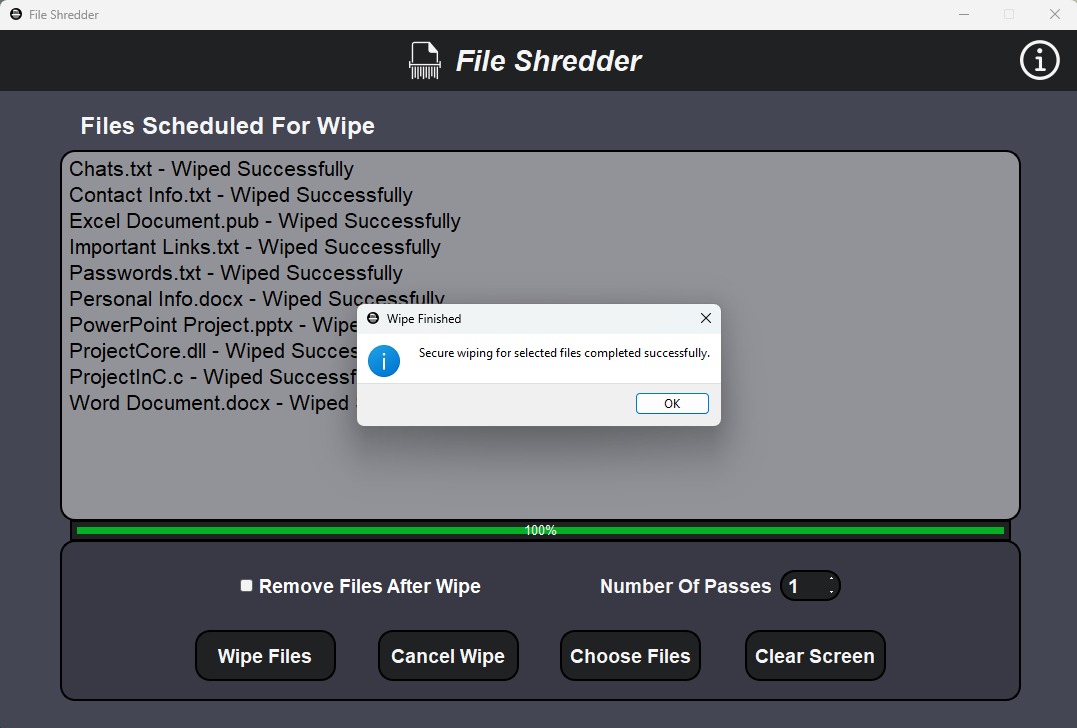 File Shredder
File Shredder
Files Scheduled For Wipe
Chats.txt - Wiped Successfully
Contact Info.txt - Wiped Successfully
Excel Document.pub - Wiped Successfully
Important Links.txt - Wiped Successfully
Passwords.txt - Wiped Successfully
Personal Info.docx - Wiped Successfully
PowerPoint Project.pptx - Wipe
ProjectCore.dll - Wiped Succes
ProjectInC.c - Wiped Successf
Word Document.docx - Wiped
Wipe Finished
Secure wiping for selected files completed successfully.
OK
100%
Remove Files After Wipe
Number Of Passes 1
Wipe Files Cancel Wipe Choose Files Clear Screen